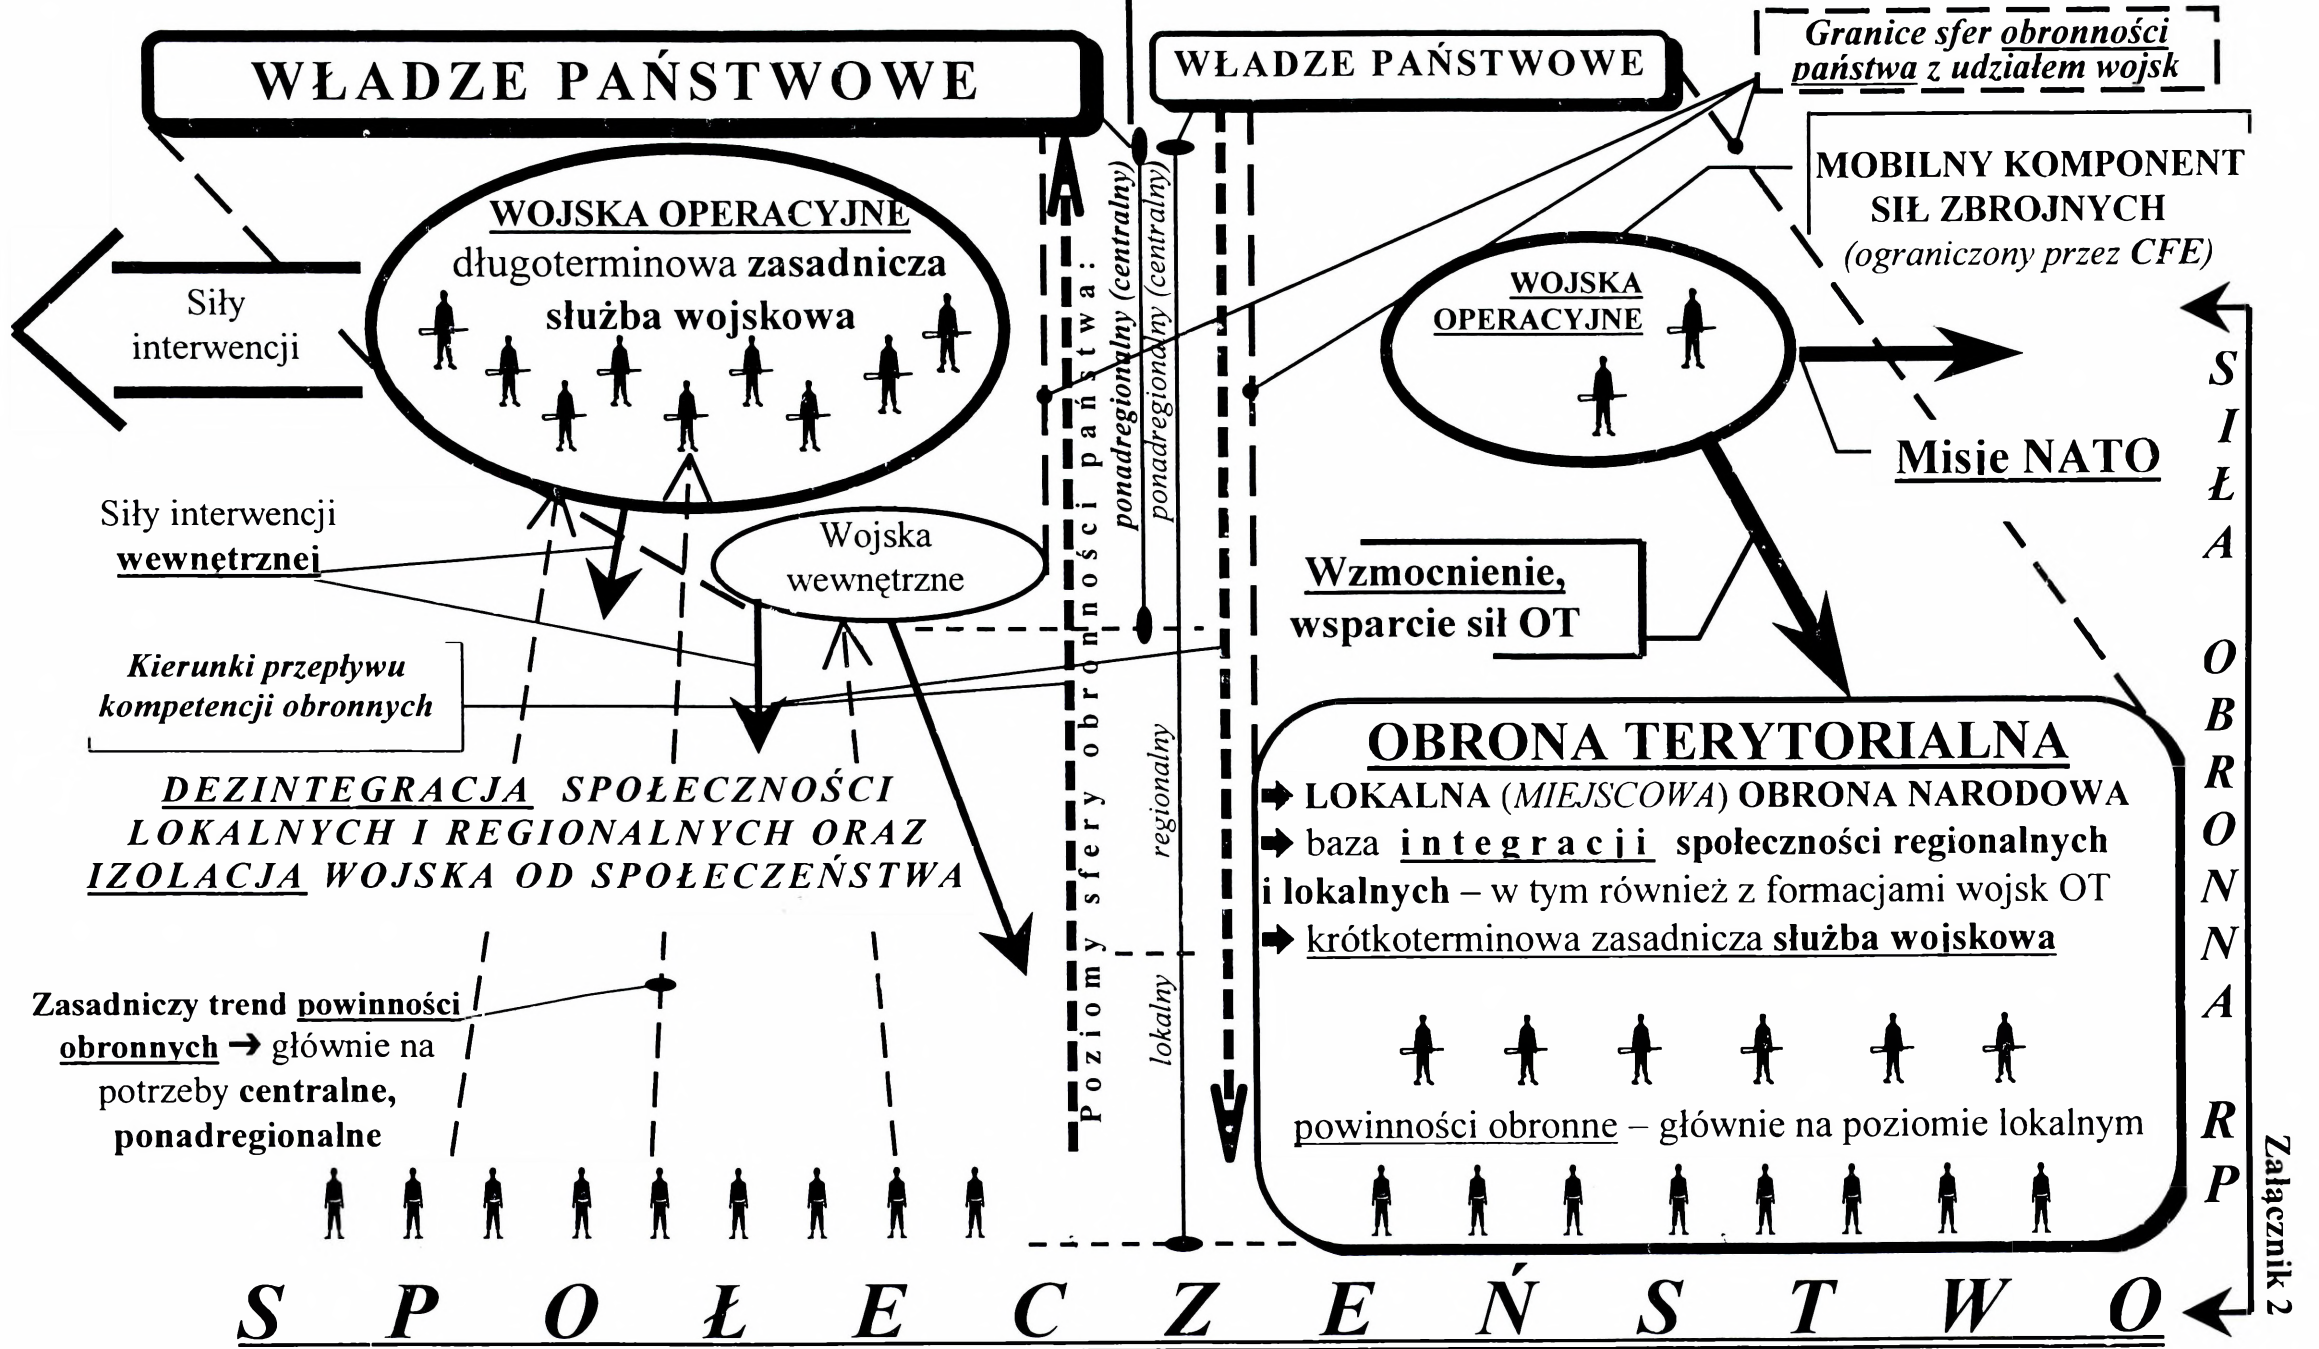 WŁADZE PAŃSTWOWE
WOJSKA OPERACYJNE
długoterminowa zasadnicza
służba wojskowa
Siły
interwencji
Siły interwencji
wewnętrznej
Wojska
wewnętrzne
Kierunki przepływu
kompetencji obronnych
DEZINTEGRACJA SPOŁECZNOŚCI
LOKALNYCH I REGIONALNYCH ORAZ
IZOLACJA WOJSKA OD SPOŁECZEŃSTWA
Zasadniczy trend powinności
obronnych ➔ głównie na
potrzeby centralne,
ponadregionalne
Poziomy sfery obronności państwa:
ponadregionalny (centralny)
ponadregionalny (centralny)
regionalny
lokalny
WŁADZE PAŃSTWOWE
Granice sfer obronności
państwa z udziałem wojsk
MOBILNY KOMPONENT
SIŁ ZBROJNYCH
(ograniczony przez CFE)
WOJSKA
OPERACYJNE
Misie NATO
Wzmocnienie,
wsparcie sił OT
OBRONA TERYTORIALNA
➡ LOKALNA (MIEJSCOWA) OBRONA NARODOWA
➡ baza integracji społeczności regionalnych
i lokalnych – w tym również z formacjami wojsk OT
➡ krótkoterminowa zasadnicza służba wojskowa
powinności obronne – głównie na poziomie lokalnym
SIŁA OBRONNA RP
Załącznik 2
SPOŁECZEŃSTWO